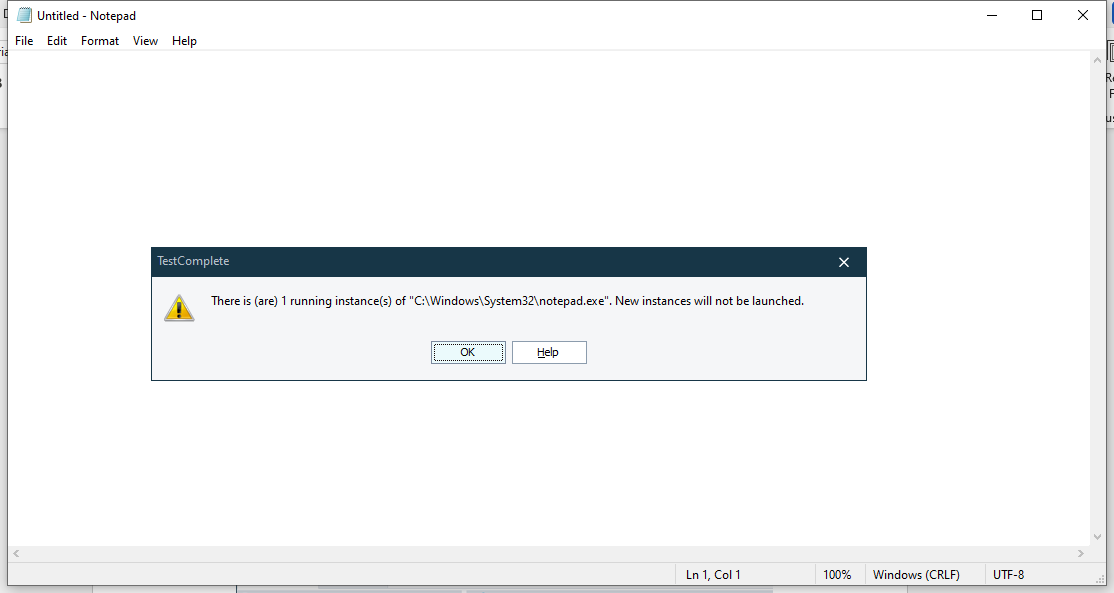 Untitled - Notepad
File Edit Format View Help
TestComplete
There is (are) 1 running instance(s) of "C:\Windows\System32\notepad.exe". New instances will not be launched.
OK Help
Ln 1, Col 1 100% Windows (CRLF) UTF-8